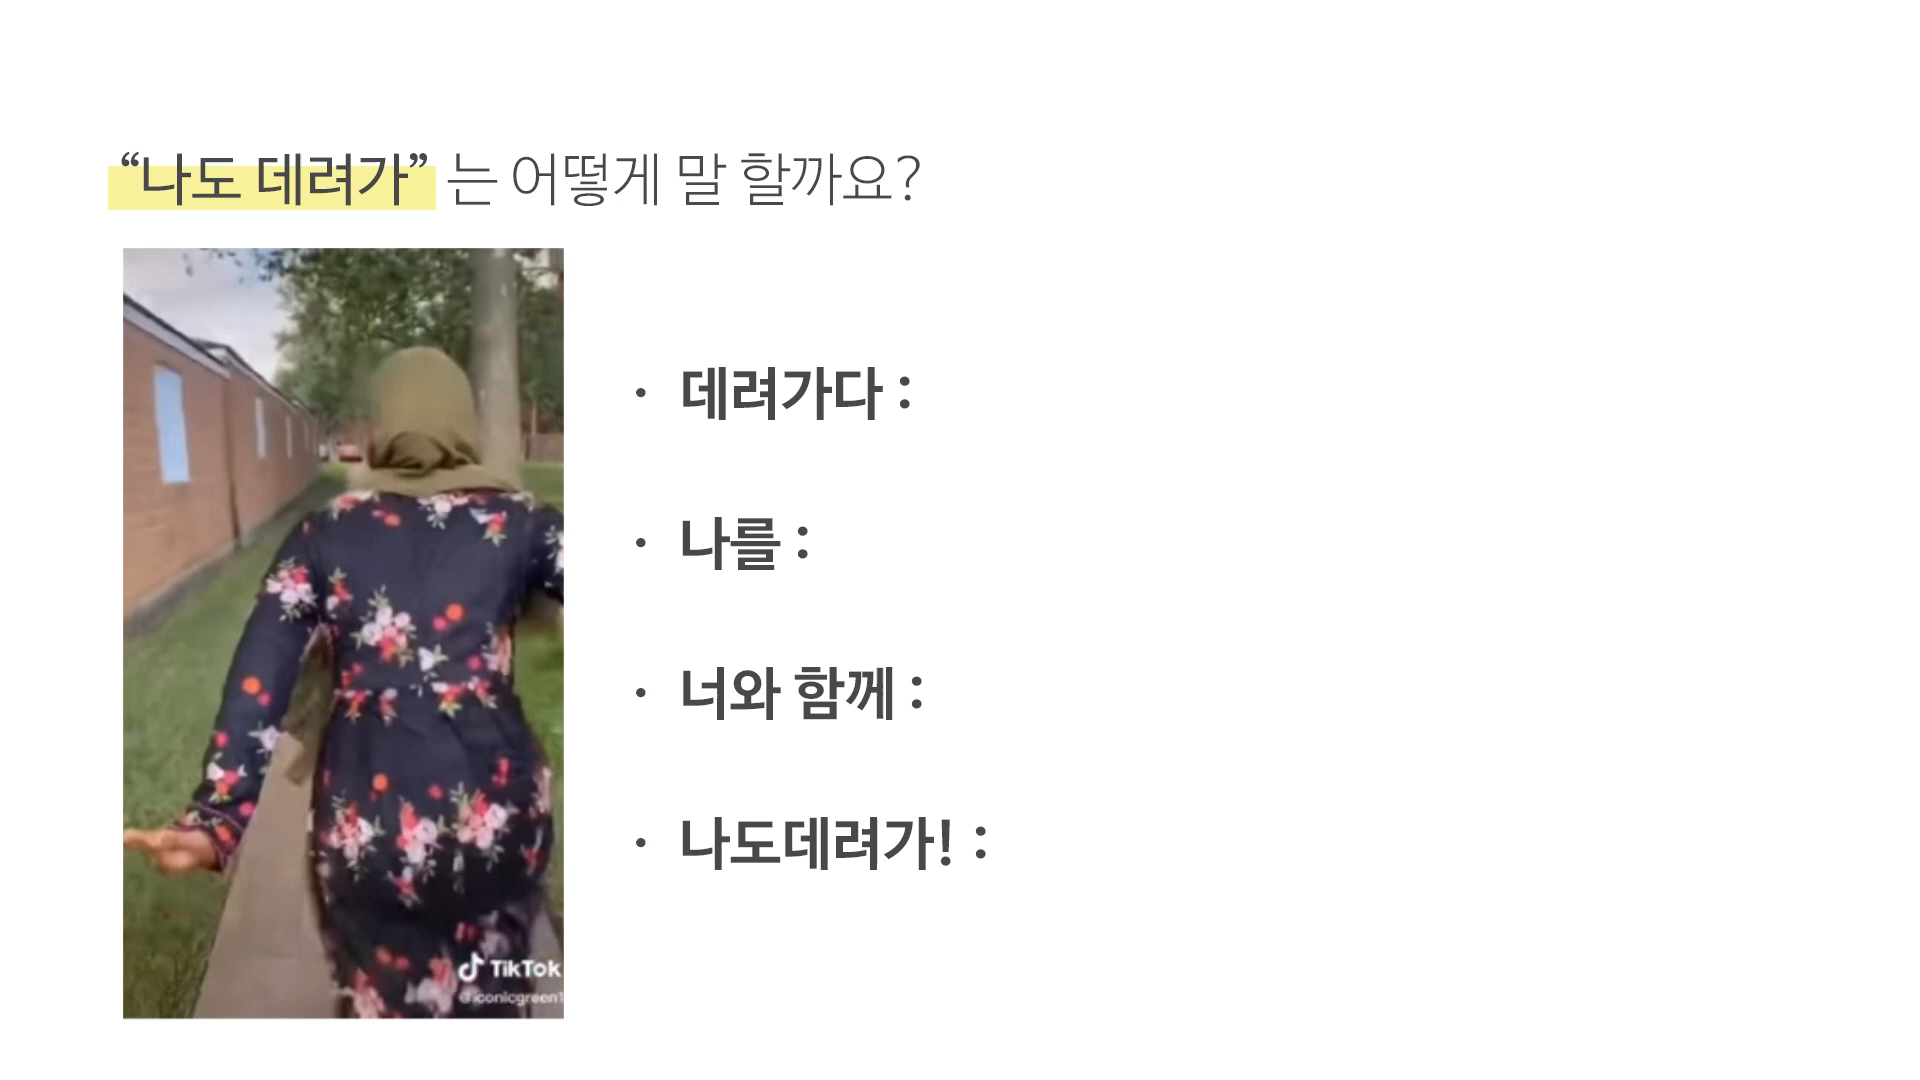 “나도 데려가” 는 어떻게 말 할까요?
· 데려가다 :
· 나를 :
· 너와 함께 :
· 나도데려가! :
TikTok
@iconicgreen1